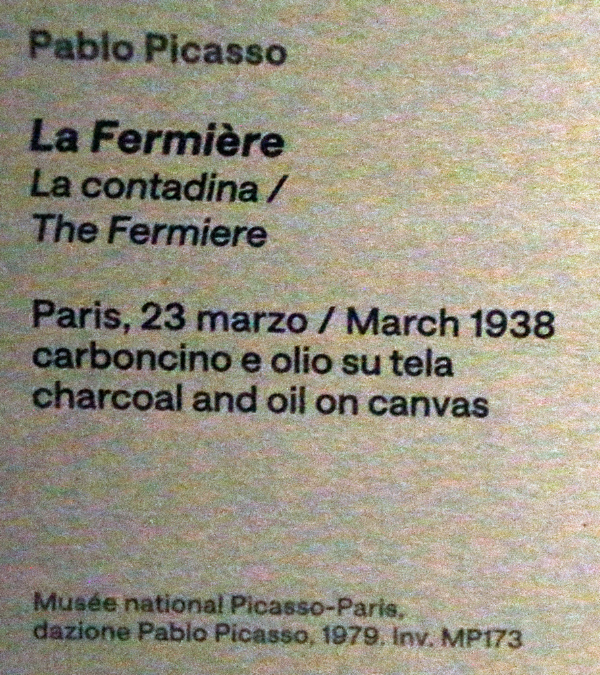 Pablo Picasso
La Fermière
La contadina /
The Fermiere
Paris, 23 marzo / March 1938
carboncino e olio su tela
charcoal and oil on canvas
Musée national Picasso-Paris,
dazione Pablo Picasso, 1979. Inv. MP173